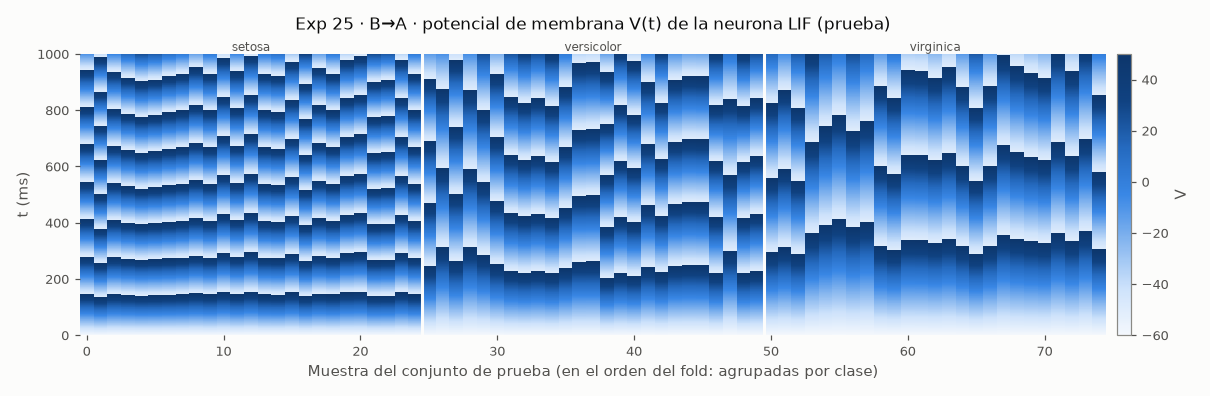 Exp 25 · B→A · potencial de membrana V(t) de la neurona LIF (prueba)
setosa versicolor virginica
1000
800
600
400
200
0
t (ms)
0 10 20 30 40 50 60 70
Muestra del conjunto de prueba (en el orden del fold: agrupadas por clase)
40
20
0
−20
−40
−60
V